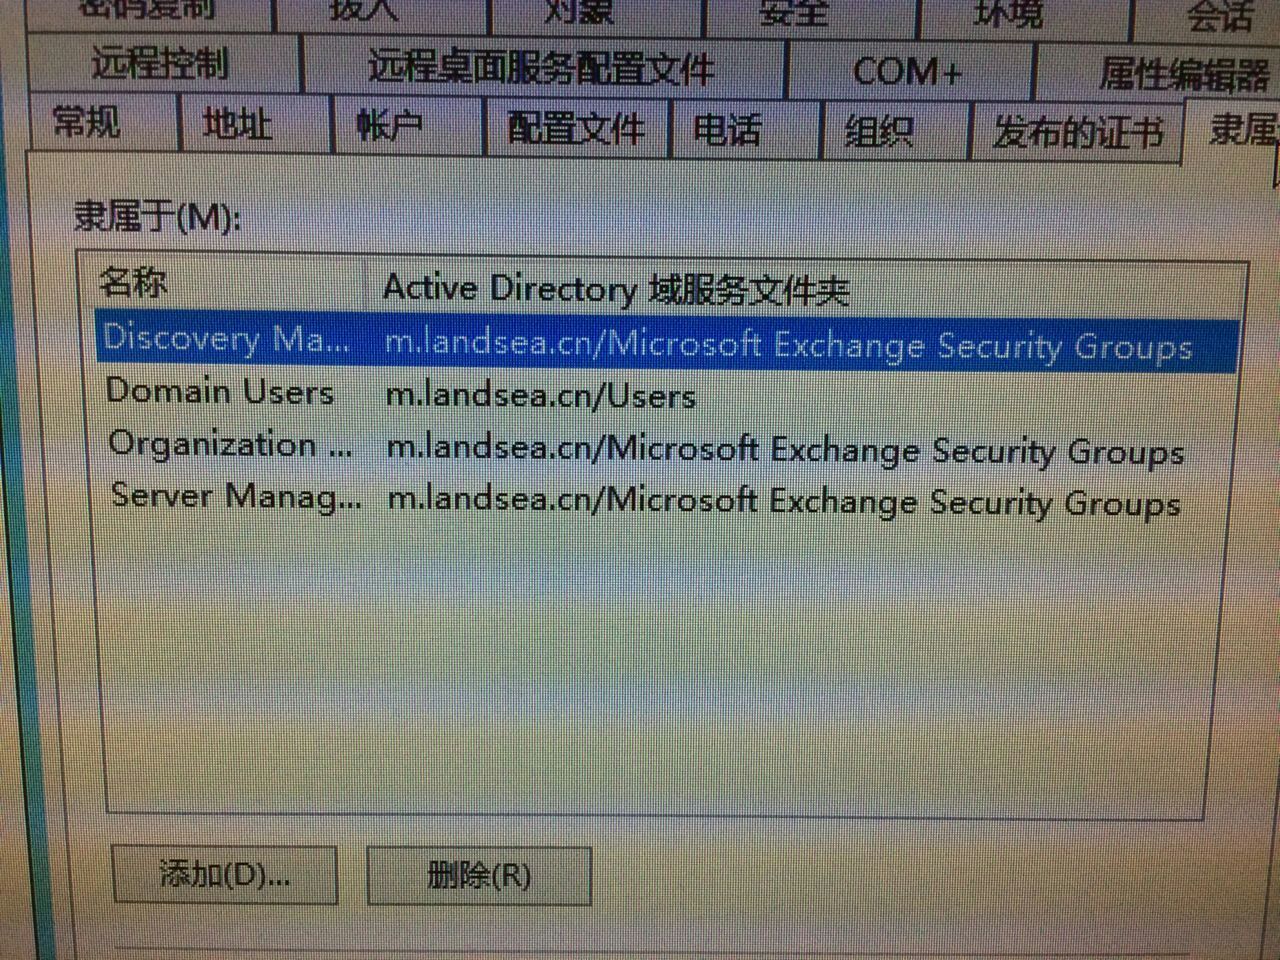 密码复制 拨入 对象 安全 环境 会话
远程控制 远程桌面服务配置文件 COM+ 属性编辑器
常规 地址 帐户 配置文件 电话 组织 发布的证书 隶属
隶属于(M):
名称 Active Directory 域服务文件夹
Discovery Ma... m.landsea.cn/Microsoft Exchange Security Groups
Domain Users m.landsea.cn/Users
Organization ... m.landsea.cn/Microsoft Exchange Security Groups
Server Manag... m.landsea.cn/Microsoft Exchange Security Groups
添加(D)... 删除(R)